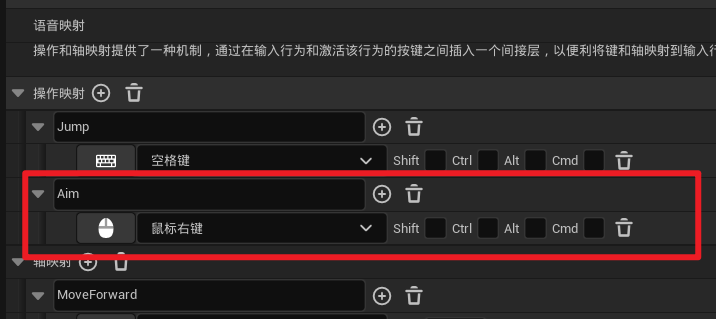 语音映射
操作和轴映射提供了一种机制，通过在输入行为和激活该行为的按键之间插入一个间接层，以便利将键和轴映射到输入行
操作映射
Jump
空格键 Shift Ctrl Alt Cmd
Aim
鼠标右键 Shift Ctrl Alt Cmd
轴映射
MoveForward